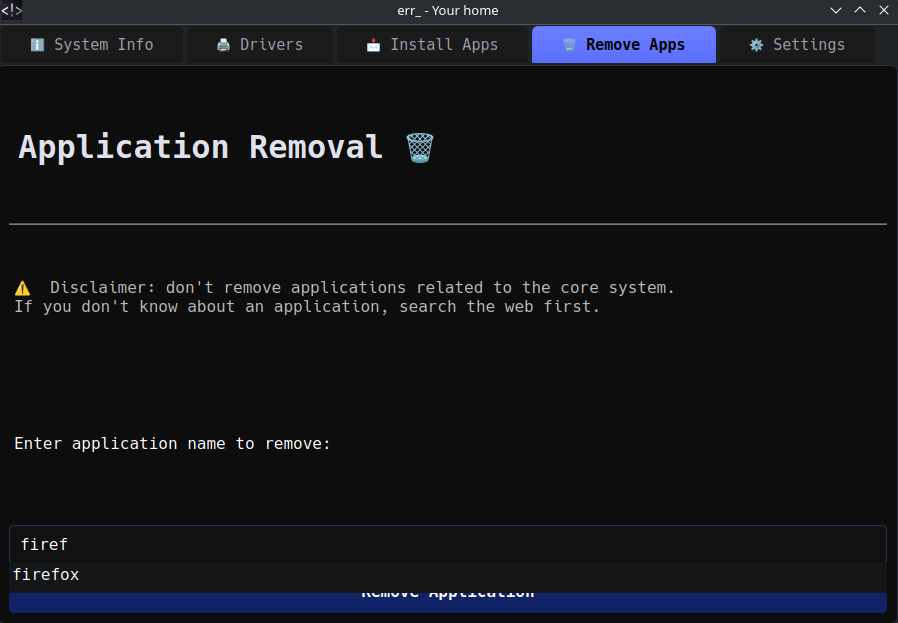 <!>
err_ - Your home
System Info
Drivers
Install Apps
Remove Apps
Settings
Application Removal
Disclaimer: don't remove applications related to the core system.
If you don't know about an application, search the web first.
Enter application name to remove:
firef
firefox
Remove Application